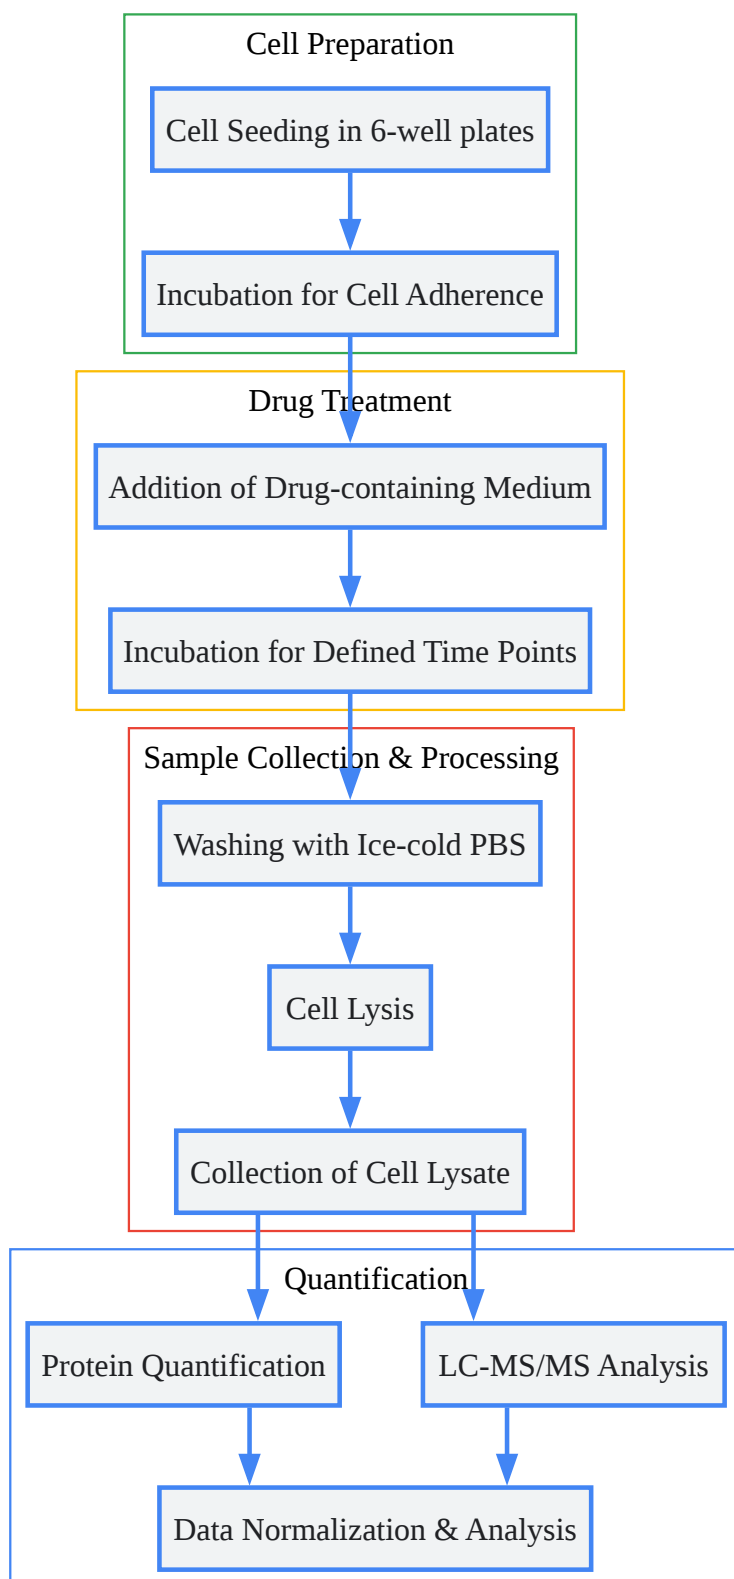 Cell Preparation
Cell Seeding in 6-well plates
Incubation for Cell Adherence
Drug Treatment
Addition of Drug-containing Medium
Incubation for Defined Time Points
Sample Collection & Processing
Washing with Ice-cold PBS
Cell Lysis
Collection of Cell Lysate
Quantification
Protein Quantification
LC-MS/MS Analysis
Data Normalization & Analysis